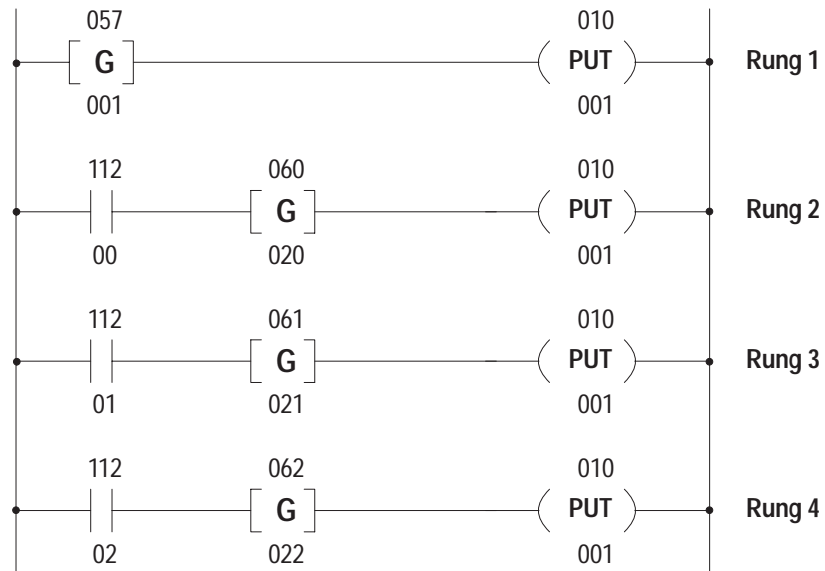 057 010
G PUT Rung 1
001 001
112 060 010
G PUT Rung 2
00 020 001
112 061 010
G PUT Rung 3
01 021 001
112 062 010
G PUT Rung 4
02 022 001